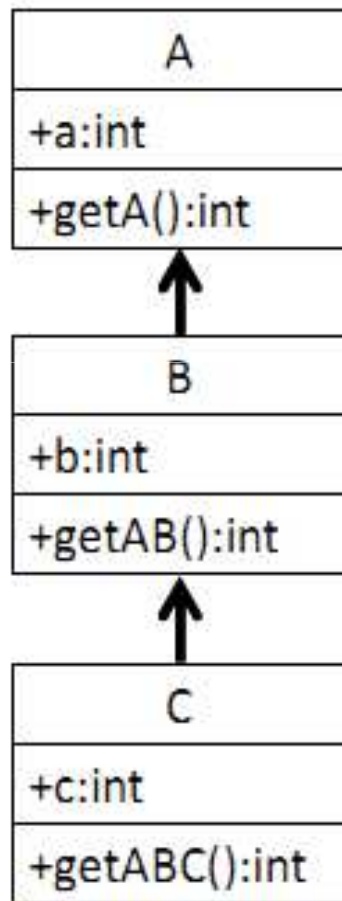 A
+a:int
+getA():int
B
+b:int
+getAB():int
C
+c:int
+getABC():int